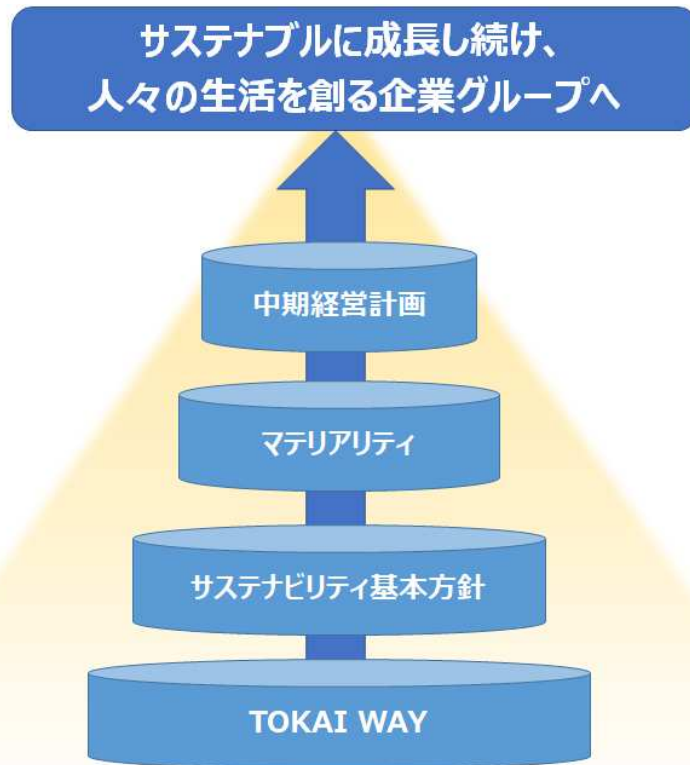 サステナブルに成長し続け、
人々の生活を創る企業グループへ
中期経営計画
マテリアリティ
サステナビリティ基本方針
TOKAI WAY